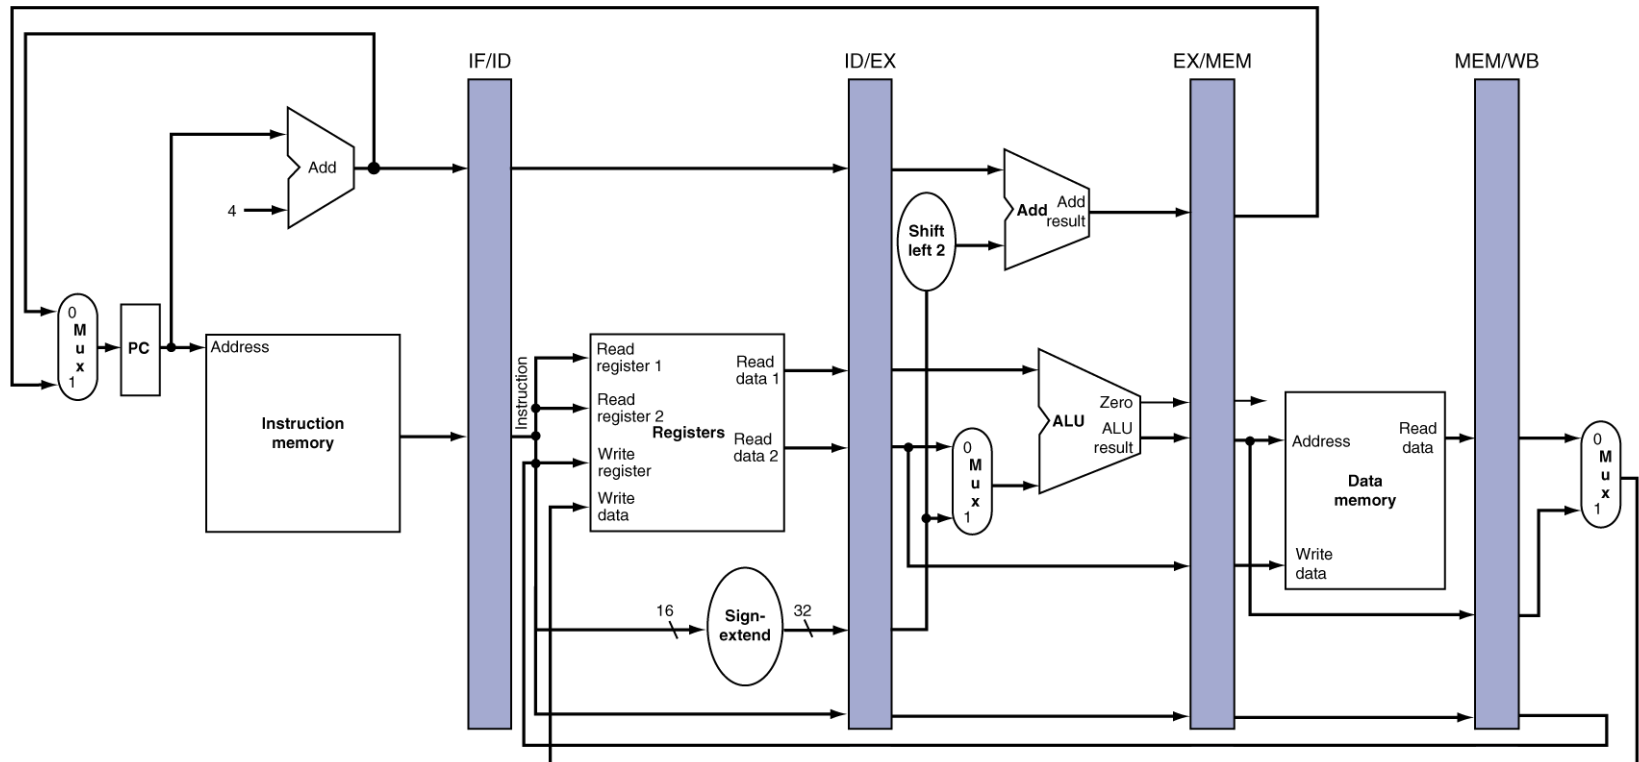 IF/ID
ID/EX
EX/MEM
MEM/WB
Add
4
Shift
left 2
Add
Add
result
0
M
u
x
1
PC
Address
Instruction
memory
Instruction
Read
register 1
Read
register 2
Write
register
Write
data
Registers
Read
data 1
Read
data 2
16
Sign-
extend
32
0
M
u
x
1
ALU
Zero
ALU
result
Address
Read
data
Data
memory
Write
data
0
M
u
x
1